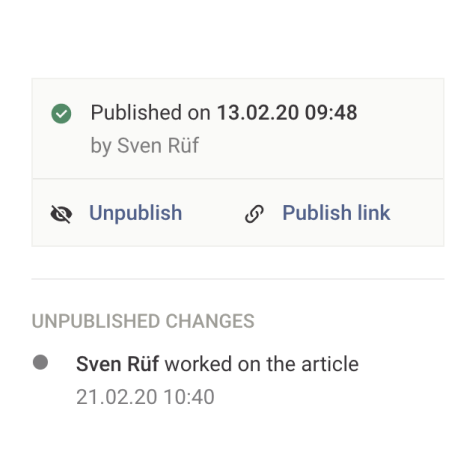 Published on 13.02.20 09:48
by Sven Rüf
Unpublish Publish link
UNPUBLISHED CHANGES
Sven Rüf worked on the article
21.02.20 10:40